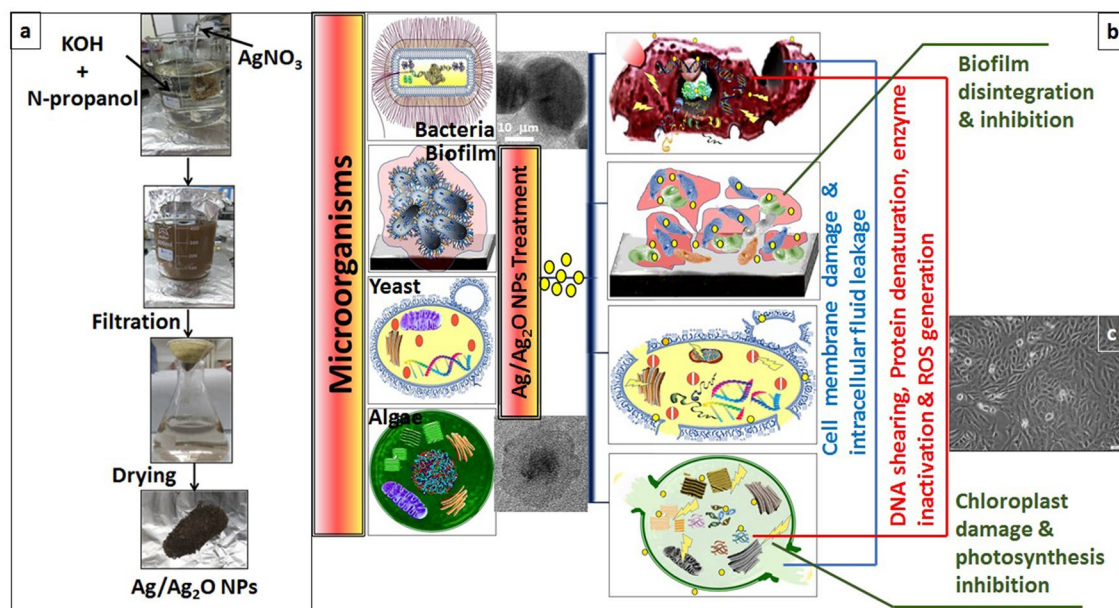 a
KOH
+
N-propanol
AgNO3
Filtration
Drying
Ag/Ag2O NPs
Microorganisms
Bacteria
Biofilm
Yeast
Algae
10 μm
Ag/Ag2O NPs Treatment
b
Cell membrane damage &
intracellular fluid leakage
DNA shearing, Protein denaturation, enzyme
inactivation & ROS generation
Biofilm
disintegration
& inhibition
c
Chloroplast
damage &
photosynthesis
inhibition